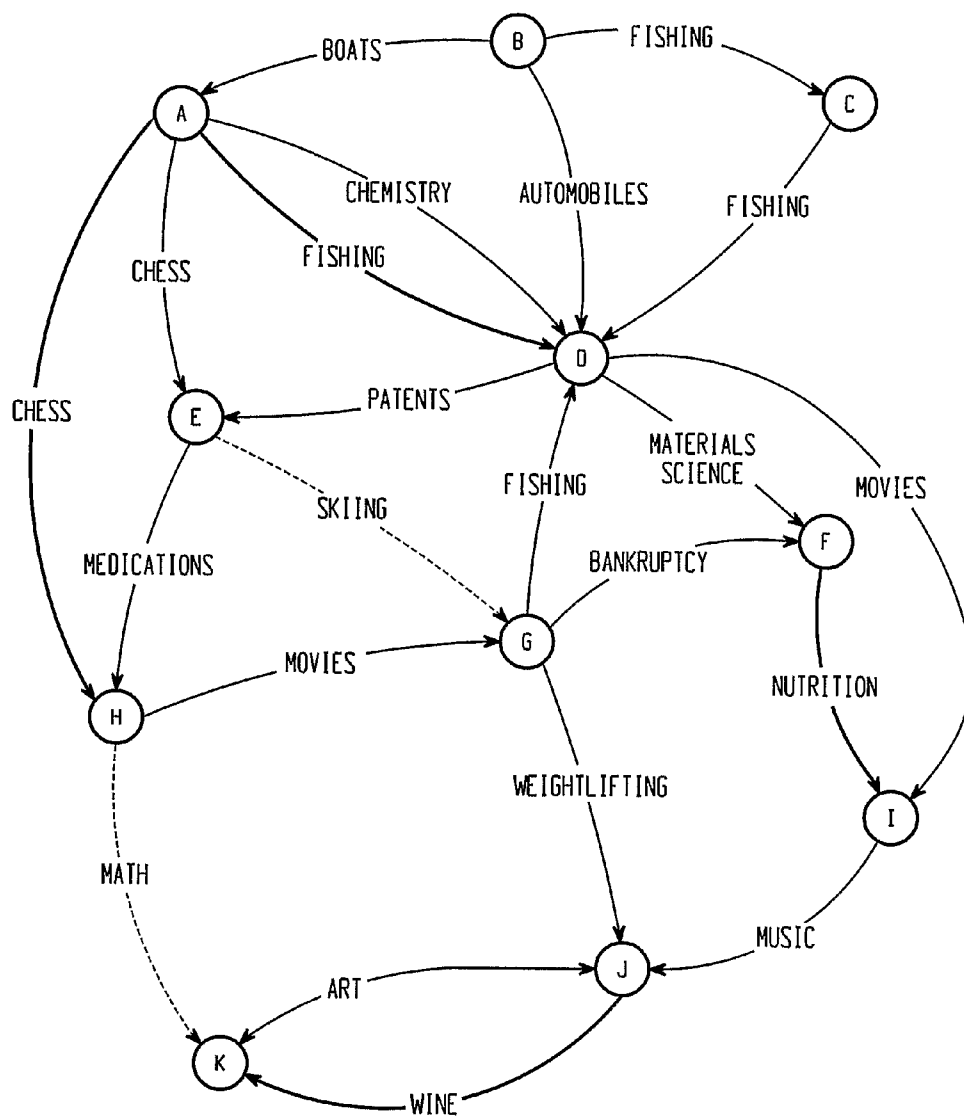 B
BOATS
FISHING
C
A
CHEMISTRY
AUTOMOBILES
FISHING
FISHING
CHESS
D
CHESS
PATENTS
E
MATERIALS
SCIENCE
FISHING
MOVIES
SKIING
F
BANKRUPTCY
MEDICATIONS
G
MOVIES
NUTRITION
H
WEIGHTLIFTING
I
MATH
MUSIC
J
ART
K
WINE